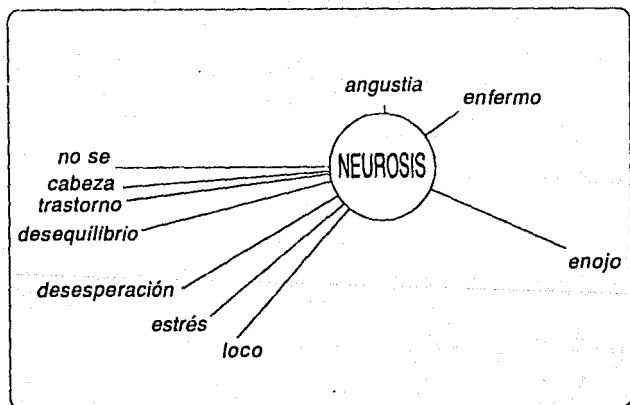 angustia
enfermo
NEUROSIS
no se
cabeza
trastorno
desequilibrio
enojo
desesperación
estrés
loco